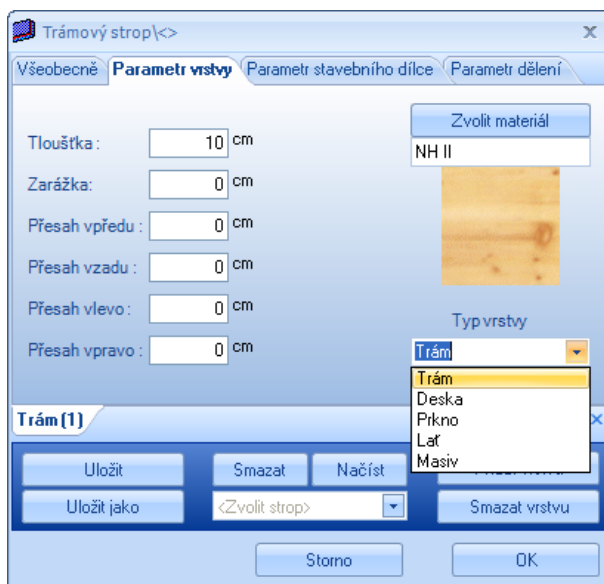 Trámový strop\<>
Všeobecně Parametr vrstvy Parametr stavebního dílce Parametr dělení
Zvolit materiál
Tloušťka : 10 cm
NH II
Zarážka: 0 cm
Přesah vpředu : 0 cm
Přesah vzadu : 0 cm
Přesah vlevo : 0 cm
Typ vrstvy
Přesah vpravo : 0 cm
Trám
Trám
Deska
Prkno
Lať
Masiv
Trám (1)
Uložit Smazat Načíst
Uložit jako <Zvolit strop> Smazat vrstvu
Storno OK